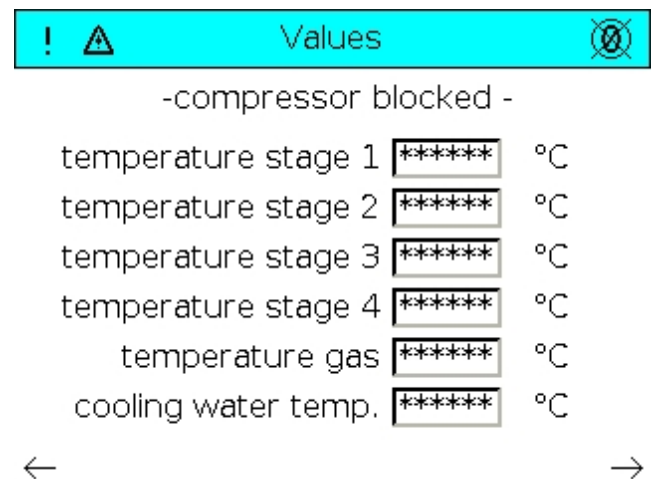 ! Values 0
-compressor blocked -
temperature stage 1 ****** °C
temperature stage 2 ****** °C
temperature stage 3 ****** °C
temperature stage 4 ****** °C
temperature gas ****** °C
cooling water temp. ****** °C
← →